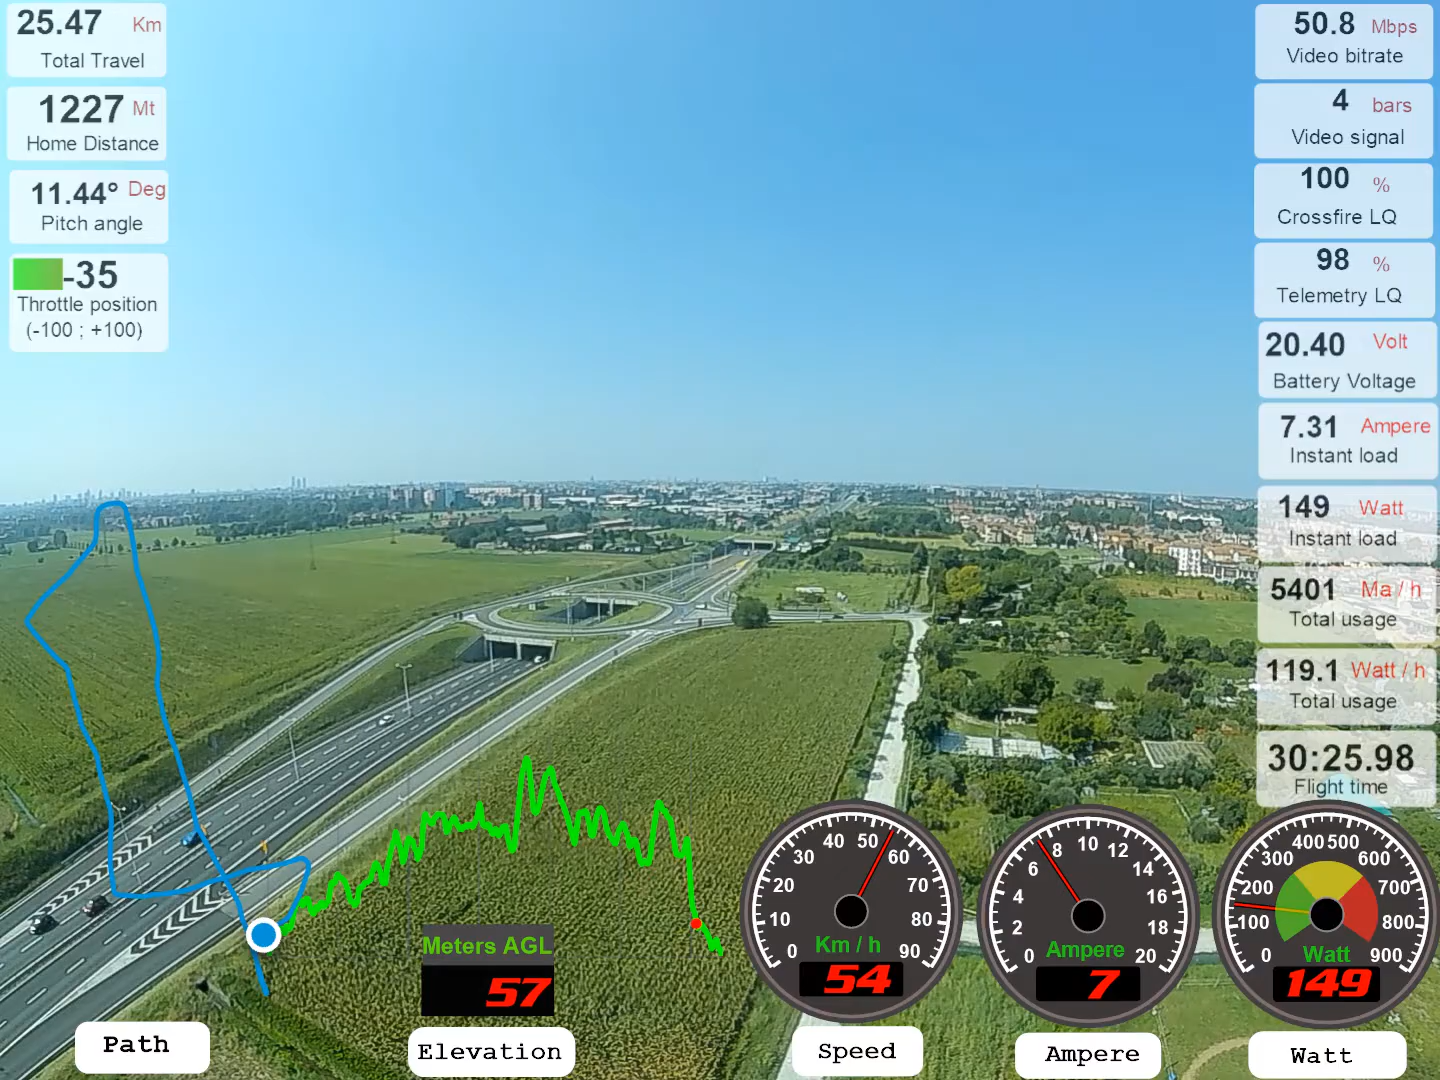 25.47 Km
Total Travel
1227 Mt
Home Distance
11.44° Deg
Pitch angle
-35
Throttle position
(-100 ; +100)
50.8 Mbps
Video bitrate
4 bars
Video signal
100 %
Crossfire LQ
98 %
Telemetry LQ
20.40 Volt
Battery Voltage
7.31 Ampere
Instant load
149 Watt
Instant load
5401 Ma / h
Total usage
119.1 Watt / h
Total usage
30:25.98
Flight time
Path
Meters AGL
57
Elevation
0 10 20 30 40 50 60 70 80 90
Km / h
54
Speed
0 2 4 6 8 10 12 14 16 18 20
Ampere
7
Ampere
0 100 200 300 400 500 600 700 800 900
Watt
149
Watt